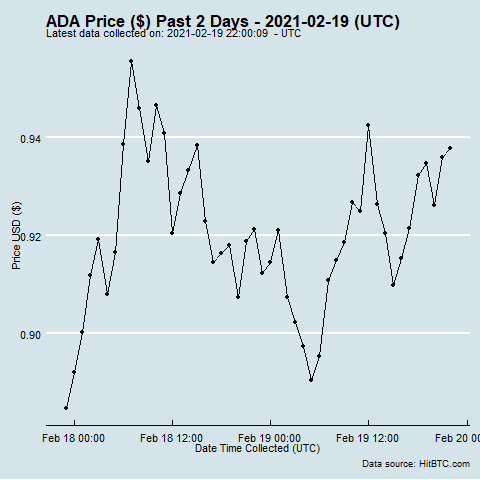 ADA Price ($) Past 2 Days - 2021-02-19 (UTC)
Latest data collected on: 2021-02-19 22:00:09 - UTC
0.94
0.92
0.90
Price USD ($)
Feb 18 00:00
Feb 18 12:00
Feb 19 00:00
Feb 19 12:00
Feb 20 00
Date Time Collected (UTC)
Data source: HitBTC.com